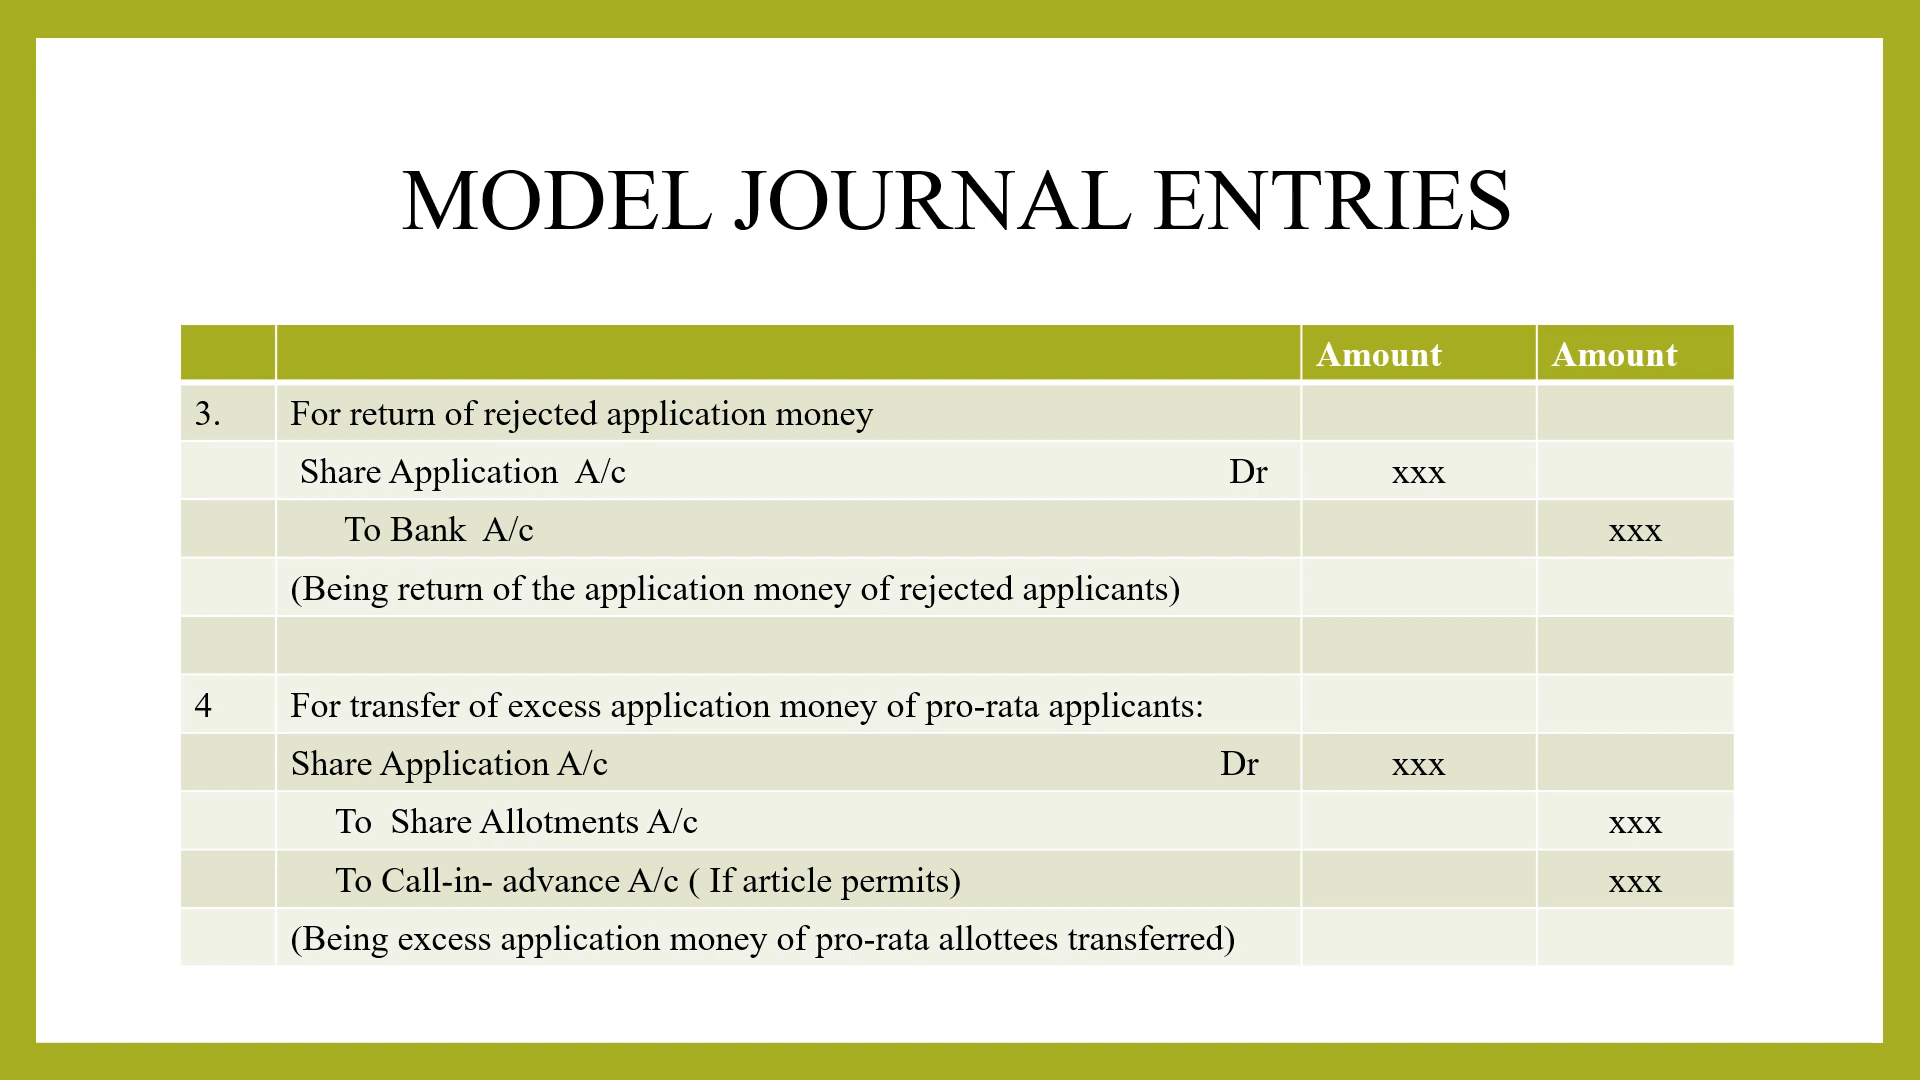 MODEL JOURNAL ENTRIES
Amount Amount
3. For return of rejected application money
Share Application A/c Dr xxx
To Bank A/c xxx
(Being return of the application money of rejected applicants)
4 For transfer of excess application money of pro-rata applicants:
Share Application A/c Dr xxx
To Share Allotments A/c xxx
To Call-in- advance A/c ( If article permits) xxx
(Being excess application money of pro-rata allottees transferred)